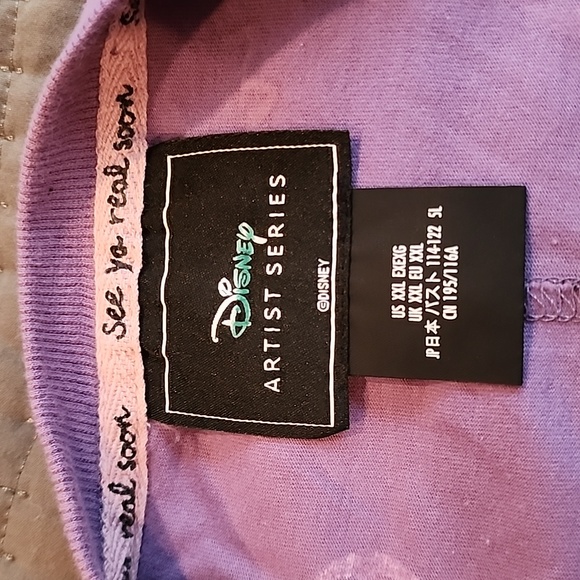 See ya real soon
real soon
Disney
ARTIST SERIES
©DISNEY
US XXL EXEXG
UK XXL EU XXL
JP日本 バスト 114-122 5L
CN 195/116A